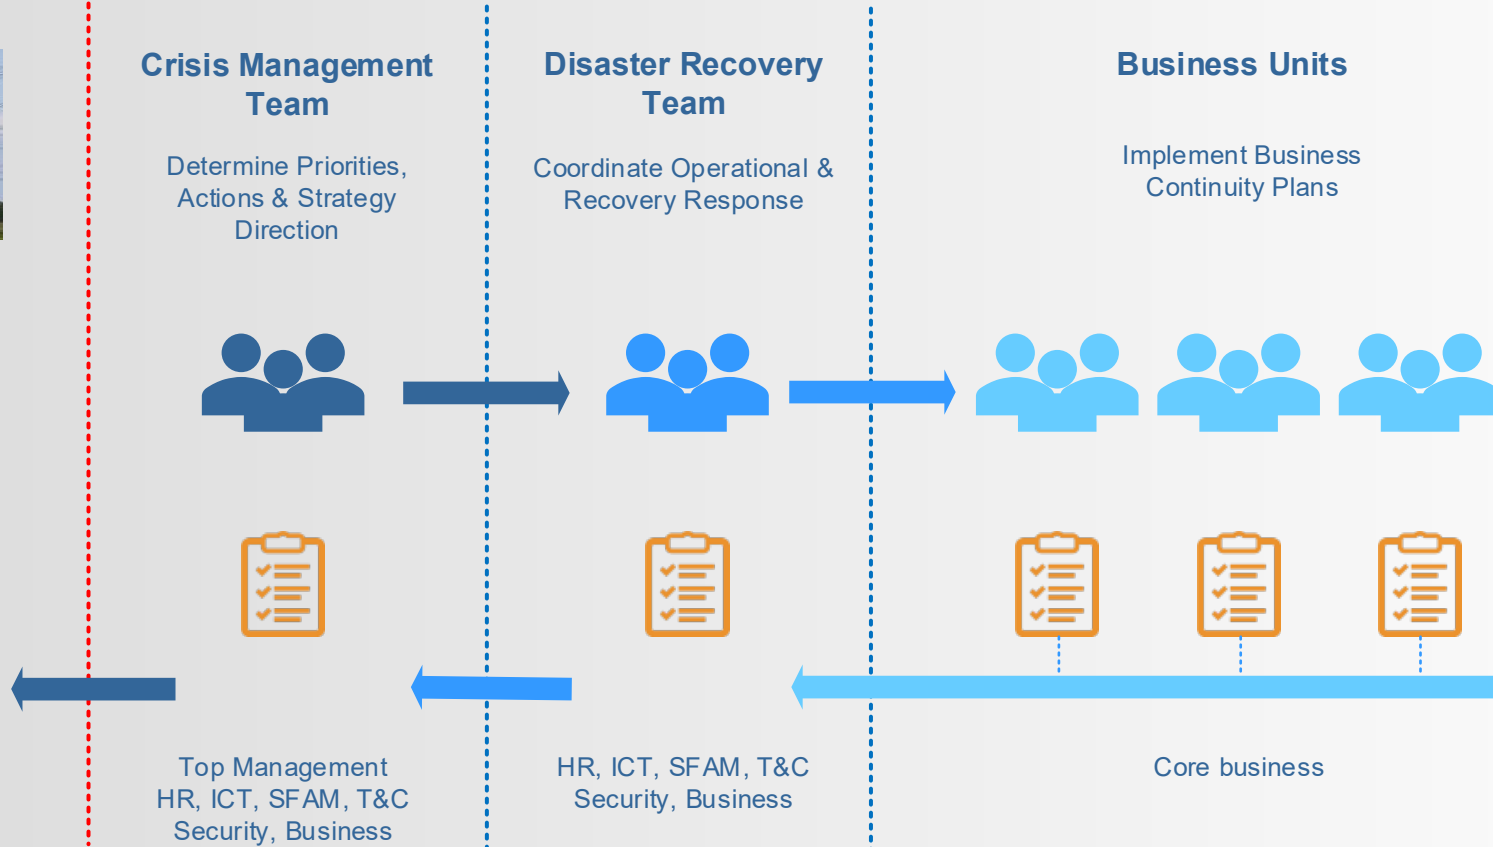 Crisis Management
Team
Determine Priorities,
Actions & Strategy
Direction
Top Management
HR, ICT, SFAM, T&C
Security, Business
Disaster Recovery
Team
Coordinate Operational &
Recovery Response
HR, ICT, SFAM, T&C
Security, Business
Business Units
Implement Business
Continuity Plans
Core business